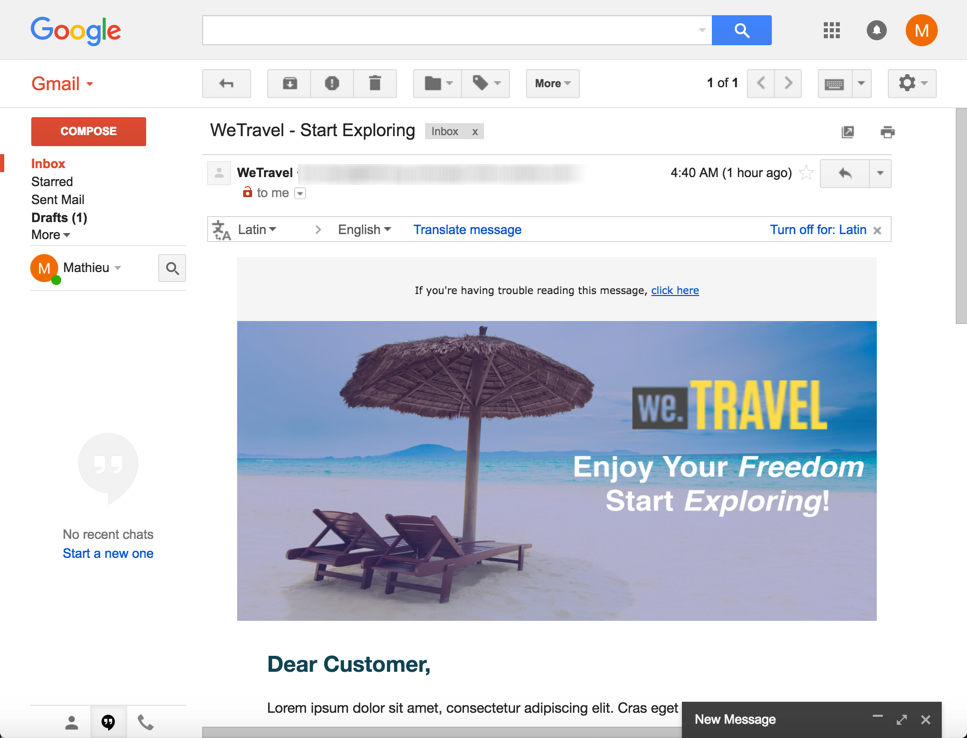 Google
M
Gmail
More
1 of 1
COMPOSE
WeTravel - Start Exploring
Inbox x
Inbox
Starred
Sent Mail
Drafts (1)
More
WeTravel
4:40 AM (1 hour ago)
to me
Latin
English
Translate message
Turn off for: Latin
M
Mathieu
If you're having trouble reading this message, click here
we.TRAVEL
Enjoy Your Freedom
Start Exploring!
No recent chats
Start a new one
Dear Customer,
Lorem ipsum dolor sit amet, consectetur adipiscing elit. Cras eget
New Message